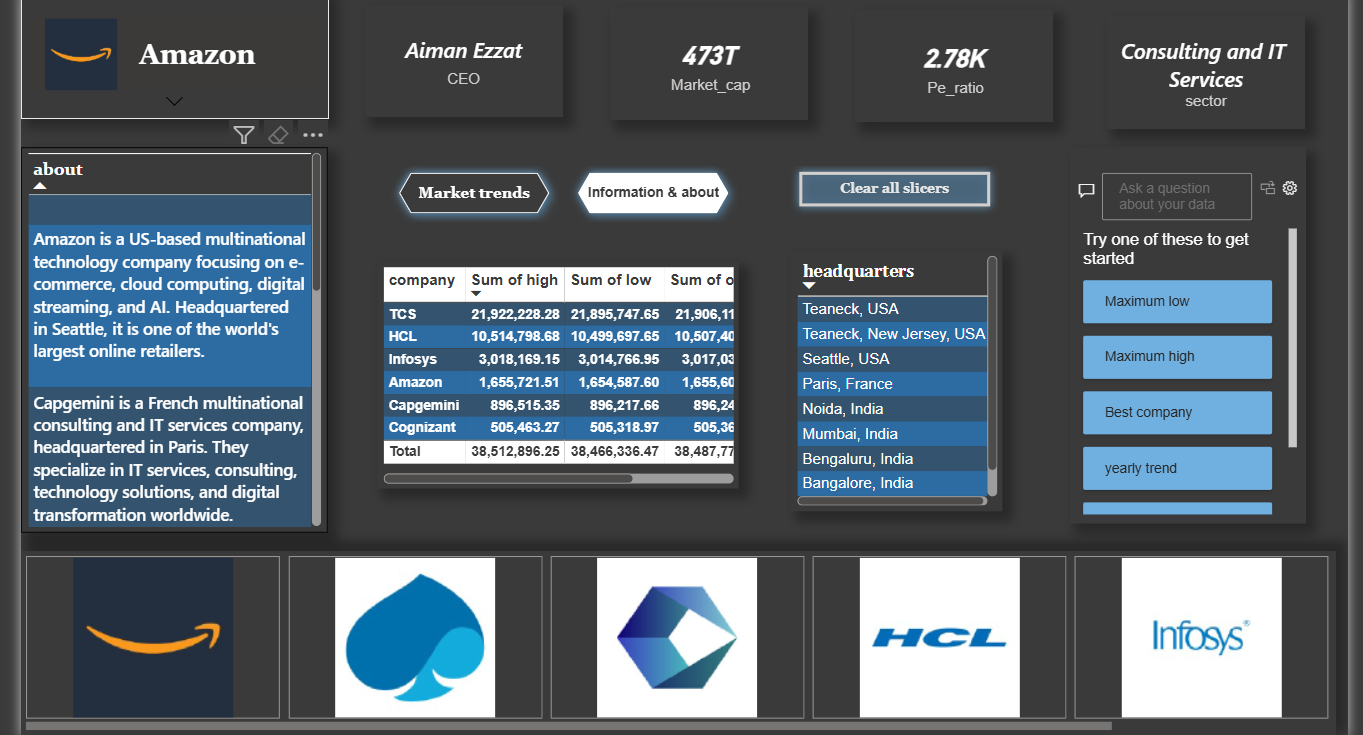 Amazon
Aiman Ezzat
CEO
473T
Market_cap
2.78K
Pe_ratio
Consulting and IT
Services
sector
about
Amazon is a US-based multinational
technology company focusing on e-
commerce, cloud computing, digital
streaming, and AI. Headquartered
in Seattle, it is one of the world's
largest online retailers.
Capgemini is a French multinational
consulting and IT services company,
headquartered in Paris. They
specialize in IT services, consulting,
technology solutions, and digital
transformation worldwide.
Market trends
Information & about
Clear all slicers
company Sum of high Sum of low Sum of o
TCS 21,922,228.28 21,895,747.65 21,906,11
HCL 10,514,798.68 10,499,697.65 10,507,40
Infosys 3,018,169.15 3,014,766.95 3,017,03
Amazon 1,655,721.51 1,654,587.60 1,655,60
Capgemini 896,515.35 896,217.66 896,24
Cognizant 505,463.27 505,318.97 505,36
Total 38,512,896.25 38,466,336.47 38,487,77
headquarters
Teaneck, USA
Teaneck, New Jersey, USA
Seattle, USA
Paris, France
Noida, India
Mumbai, India
Bengaluru, India
Bangalore, India
Ask a question
about your data
Try one of these to get
started
Maximum low
Maximum high
Best company
yearly trend
HCL
Infosys®